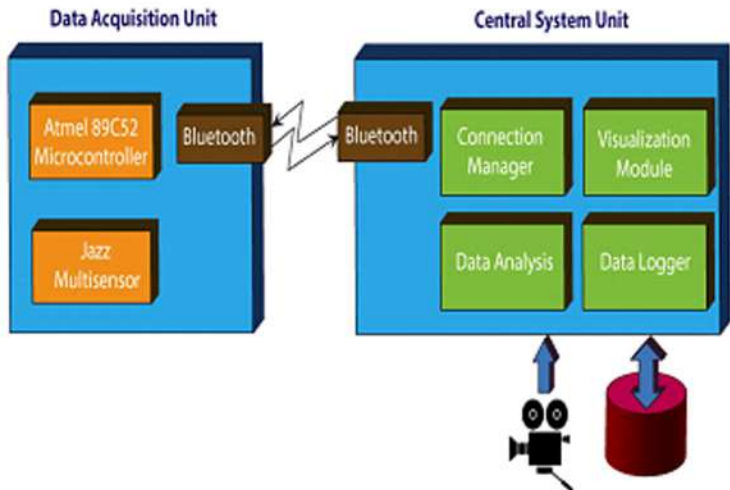 Data Acquisition Unit
Central System Unit
Atmel 89C52
Microcontroller
Bluetooth
Bluetooth
Connection
Manager
Visualization
Module
Jazz
Multisensor
Data Analysis
Data Logger